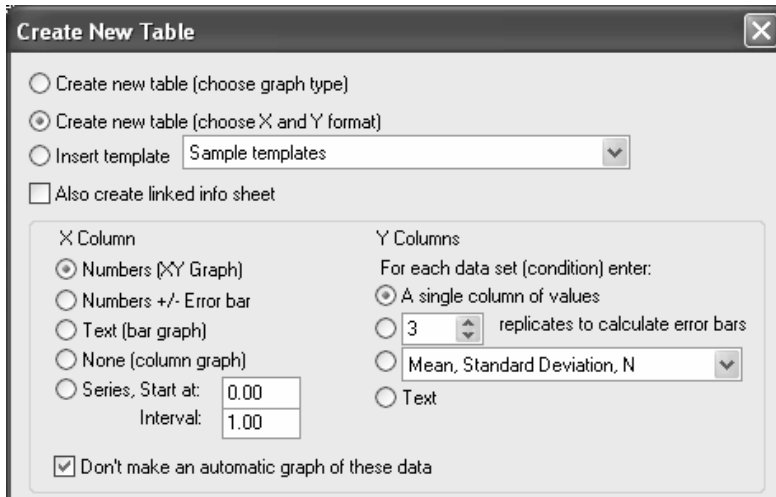 Create New Table
Create new table (choose graph type)
Create new table (choose X and Y format)
Insert template Sample templates
Also create linked info sheet
X Column
Numbers (XY Graph)
Numbers +/- Error bar
Text (bar graph)
None (column graph)
Series, Start at: 0.00
Interval: 1.00
Y Columns
For each data set (condition) enter:
A single column of values
3 replicates to calculate error bars
Mean, Standard Deviation, N
Text
Don't make an automatic graph of these data